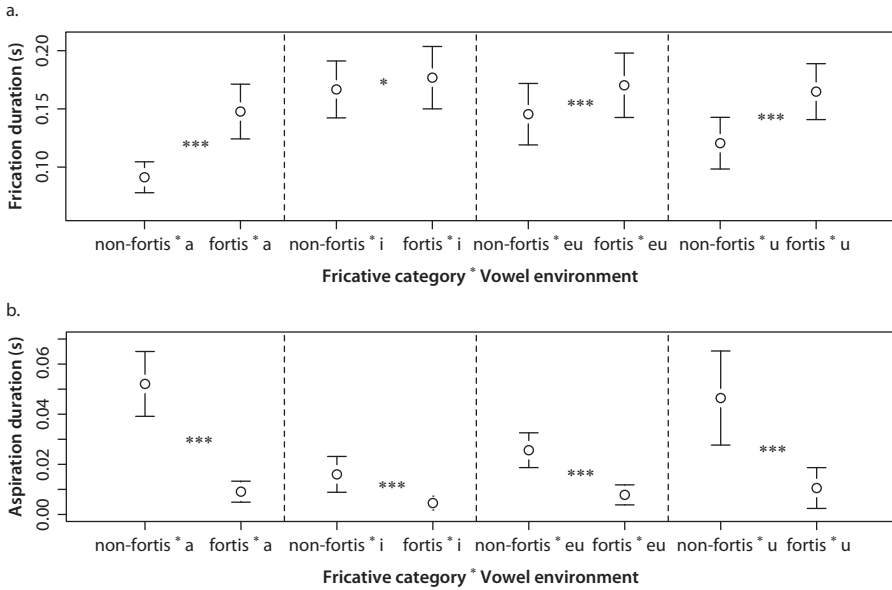 a.
Frication duration (s)
0.20
0.15
0.10
***
*
***
***
non-fortis * a fortis * a non-fortis * i fortis * i non-fortis * eu fortis * eu non-fortis * u fortis * u
Fricative category * Vowel environment
b.
Aspiration duration (s)
0.06
0.04
0.02
0.00
***
***
***
***
non-fortis * a fortis * a non-fortis * i fortis * i non-fortis * eu fortis * eu non-fortis * u fortis * u
Fricative category * Vowel environment